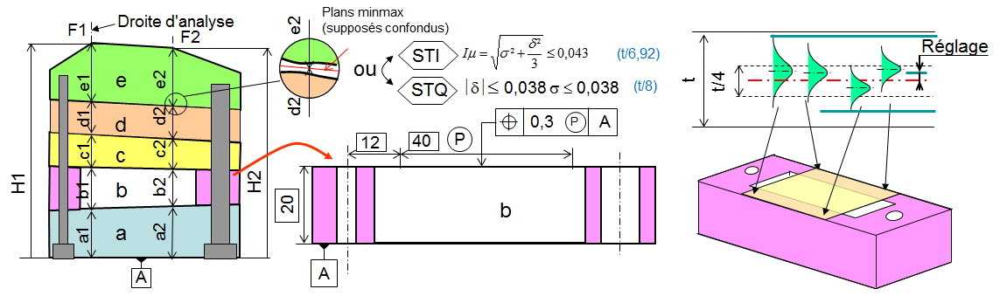 F1
Droite d'analyse
F2
H1
H2
e1
e
e2
d1
d
d2
c1
c
c2
b1
b
b2
a1
a
a2
A
Plans minmax
(supposés confondus)
e2
d2
ou
STI
Iμ = √σ² + δ²/3 ≤ 0,043
(t/6,92)
STQ
|δ| ≤ 0,038 σ ≤ 0,038
(t/8)
0,3 P A
12
40
P
20
b
A
t
t/4
Réglage